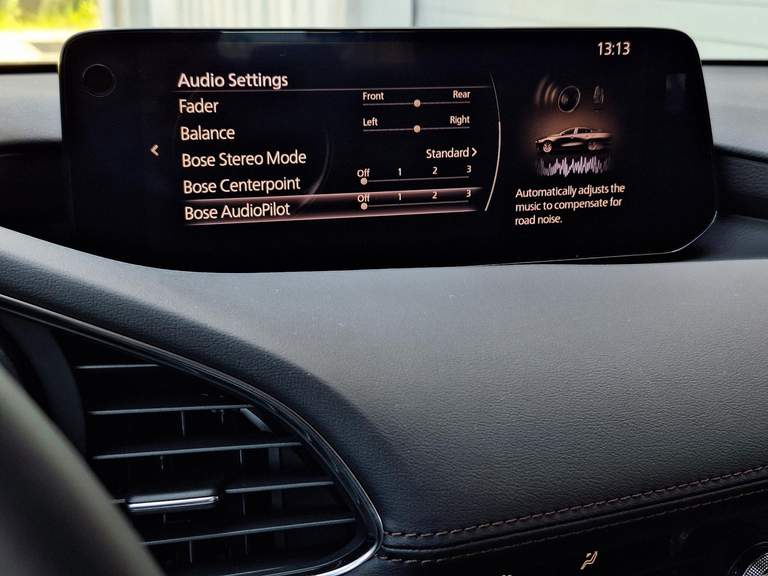 13:13
Audio Settings
Fader Front Rear
Balance Left Right
Bose Stereo Mode Standard >
Bose Centerpoint Off 1 2 3
Bose AudioPilot Off 1 2 3
Automatically adjusts the
music to compensate for
road noise.